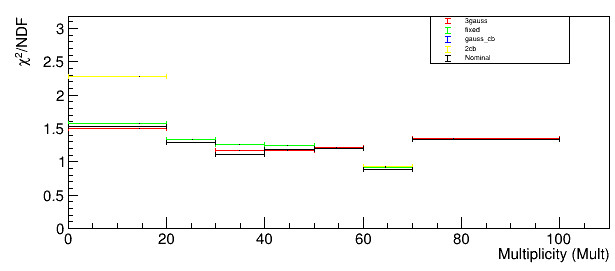 χ²/NDF
3
2.5
2
1.5
1
0.5
0
3gauss
fixed
gauss_cb
2cb
Nominal
0 20 40 60 80 100
Multiplicity (Mult)